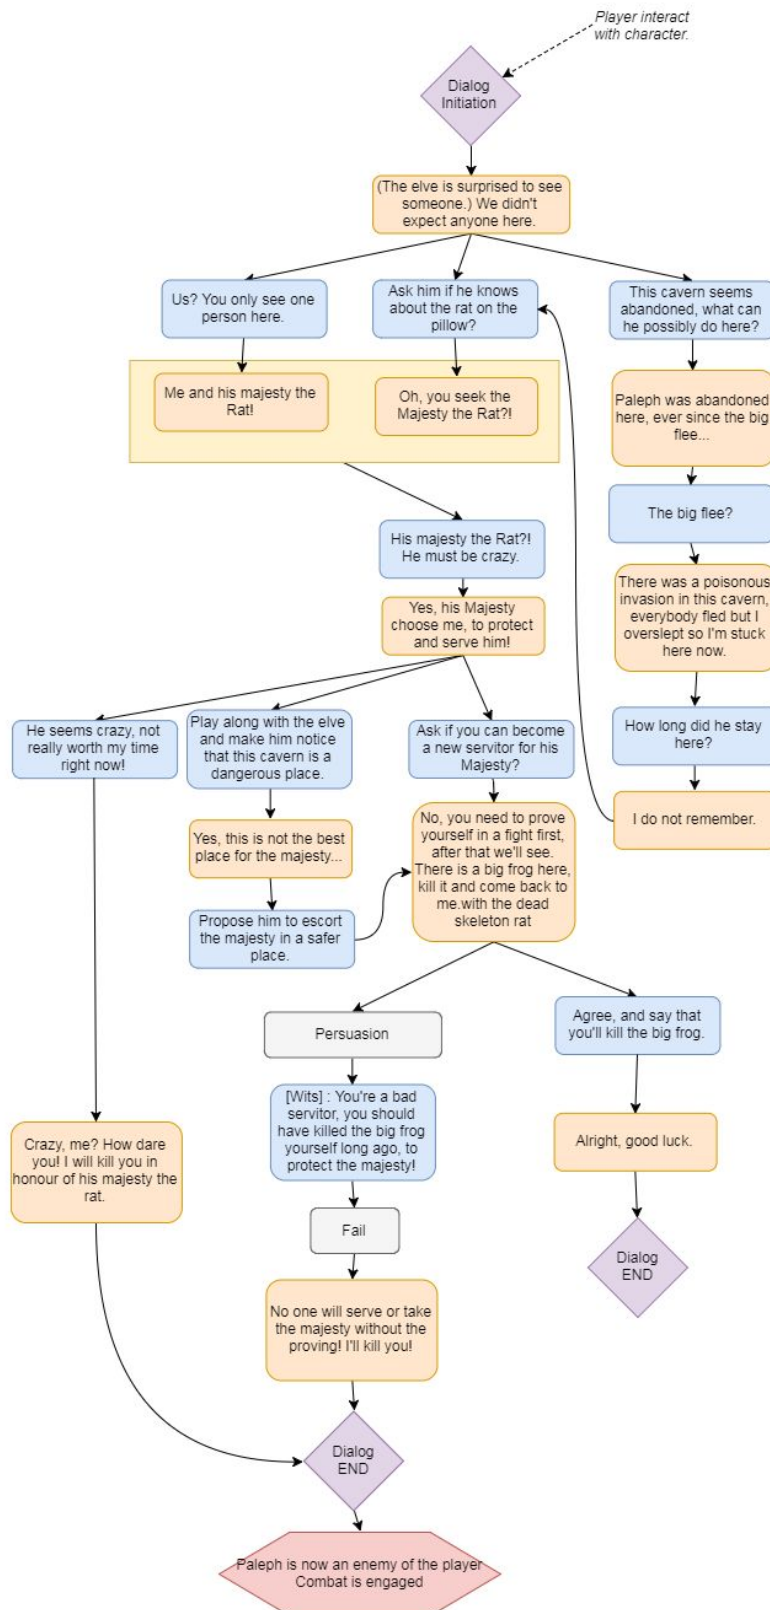 Player interact
with character.
Dialog
Initiation
(The elve is surprised to see
someone.) We didn't
expect anyone here.
Us? You only see one
person here.
Ask him if he knows
about the rat on the
pillow?
This cavern seems
abandoned, what can
he possibly do here?
Me and his majesty the
Rat!
Oh, you seek the
Majesty the Rat?!
Paleph was abandoned
here, ever since the big
flee...
The big flee?
His majesty the Rat?!
He must be crazy.
There was a poisonous
invasion in this cavern,
everybody fled but I
overslept so I'm stuck
here now.
Yes, his Majesty
choose me, to protect
and serve him!
He seems crazy, not
really worth my time
right now!
Play along with the elve
and make him notice
that this cavern is a
dangerous place.
Ask if you can become
a new servitor for his
Majesty?
How long did he stay
here?
I do not remember.
Yes, this is not the best
place for the majesty...
No, you need to prove
yourself in a fight first,
after that we'll see.
There is a big frog here,
kill it and come back to
me.with the dead
skeleton rat
Propose him to escort
the majesty in a safer
place.
Persuasion
Agree, and say that
you'll kill the big frog.
[Wits] : You're a bad
servitor, you should
have killed the big frog
yourself long ago, to
protect the majesty!
Alright, good luck.
Crazy, me? How dare
you! I will kill you in
honour of his majesty the
rat.
Fail
Dialog
END
No one will serve or take
the majesty without the
proving! I'll kill you!
Dialog
END
Paleph is now an enemy of the player
Combat is engaged